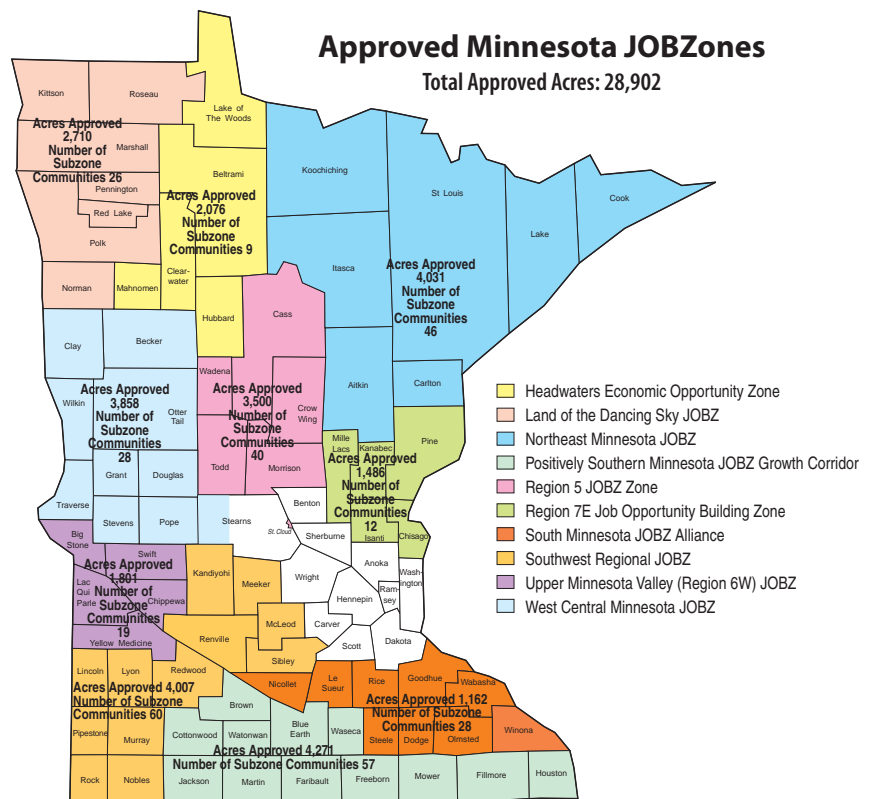 Approved Minnesota JOBZones
Total Approved Acres: 28,902
Kittson
Roseau
Lake of
The Woods
Acres Approved
2,710
Number of
Subzone
Communities 26
Marshall
Pennington
Red Lake
Polk
Norman
Beltrami
Acres Approved
2,076
Number of
Subzone
Communities 9
Clear-
water
Mahnomen
Hubbard
Koochiching
St Louis
Lake
Cook
Itasca
Acres Approved
4,031
Number of
Subzone
Communities
46
Aitkin
Carlton
Cass
Wadena
Acres Approved
3,500
Number of
Subzone
Communities
40
Crow
Wing
Todd
Morrison
Clay
Becker
Wilkin
Acres Approved
3,858
Number of
Subzone
Communities
28
Otter
Tail
Grant
Douglas
Traverse
Stevens
Pope
Stearns
Mille
Lacs
Kanabec
Pine
Acres Approved
1,486
Number of
Subzone
Communities
12
Isanti
Chisago
Benton
St. Cloud
Sherburne
Anoka
Wash-
ington
Wright
Hennepin
Ram-
sey
Carver
Scott
Dakota
Big
Stone
Swift
Acres Approved
1,801
Number of
Subzone
Communities
19
Lac
Qui
Parle
Chippewa
Yellow Medicine
Kandiyohi
Meeker
McLeod
Renville
Sibley
Lincoln
Lyon
Redwood
Acres Approved 4,007
Number of Subzone
Communities 60
Pipestone
Murray
Rock
Nobles
Nicollet
Le
Sueur
Rice
Goodhue
Wabasha
Acres Approved 1,162
Number of Subzone
Communities 28
Steele
Dodge
Olmsted
Winona
Brown
Cottonwood
Watonwan
Blue
Earth
Waseca
Acres Approved 4,271
Number of Subzone Communities 57
Jackson
Martin
Faribault
Freeborn
Mower
Fillmore
Houston
Headwaters Economic Opportunity Zone
Land of the Dancing Sky JOBZ
Northeast Minnesota JOBZ
Positively Southern Minnesota JOBZ Growth Corridor
Region 5 JOBZ Zone
Region 7E Job Opportunity Building Zone
South Minnesota JOBZ Alliance
Southwest Regional JOBZ
Upper Minnesota Valley (Region 6W) JOBZ
West Central Minnesota JOBZ